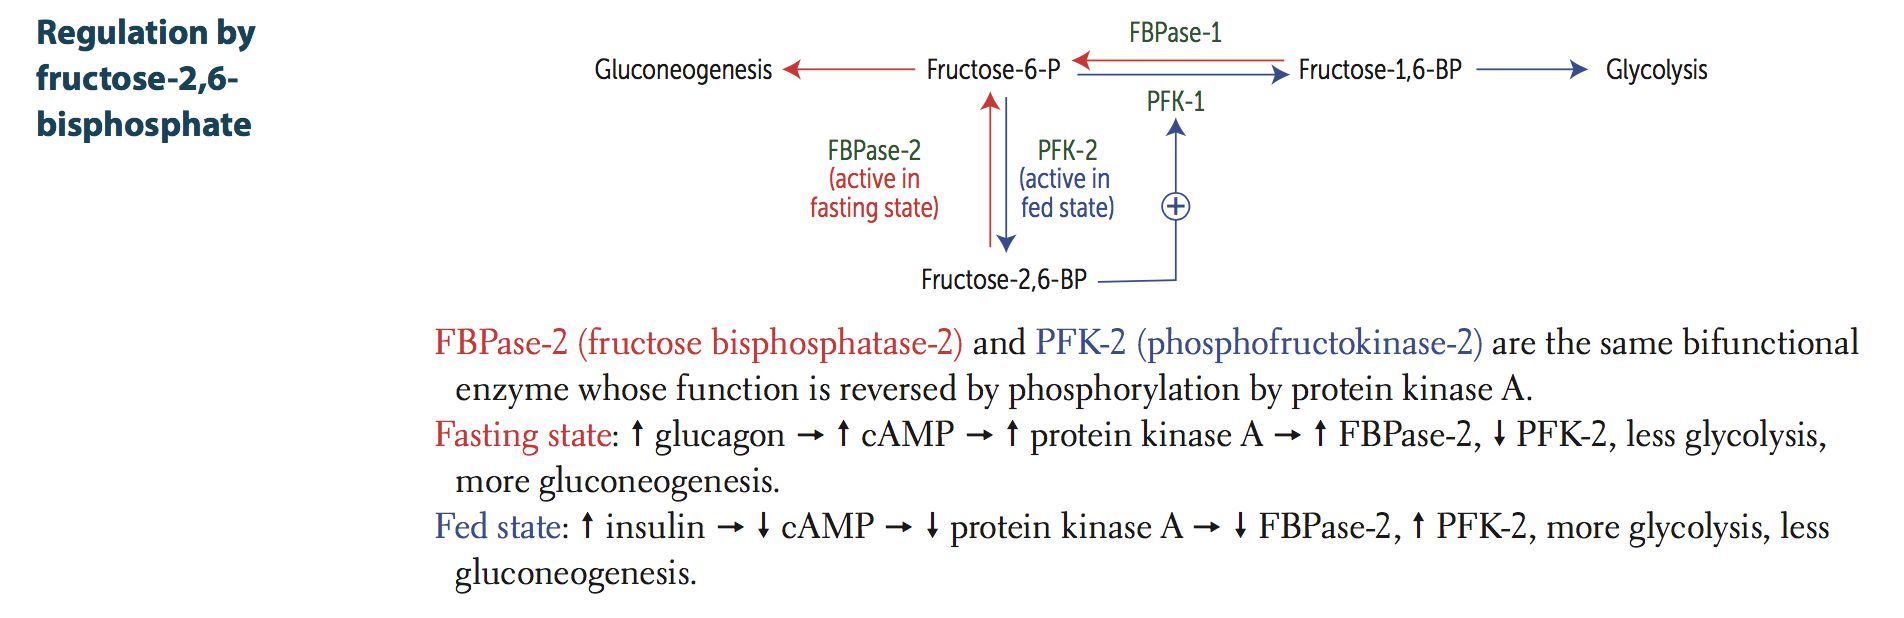 Regulation by
fructose-2,6-
bisphosphate
FBPase-1
Gluconeogenesis
Fructose-6-P
Fructose-1,6-BP
Glycolysis
PFK-1
FBPase-2
(active in
fasting state)
PFK-2
(active in
fed state)
+
Fructose-2,6-BP
FBPase-2 (fructose bisphosphatase-2) and PFK-2 (phosphofructokinase-2) are the same bifunctional
enzyme whose function is reversed by phosphorylation by protein kinase A.
Fasting state: ↑ glucagon → ↑ cAMP → ↑ protein kinase A → ↑ FBPase-2, ↓ PFK-2, less glycolysis,
more gluconeogenesis.
Fed state: ↑ insulin → ↓ cAMP → ↓ protein kinase A → ↓ FBPase-2, ↑ PFK-2, more glycolysis, less
gluconeogenesis.